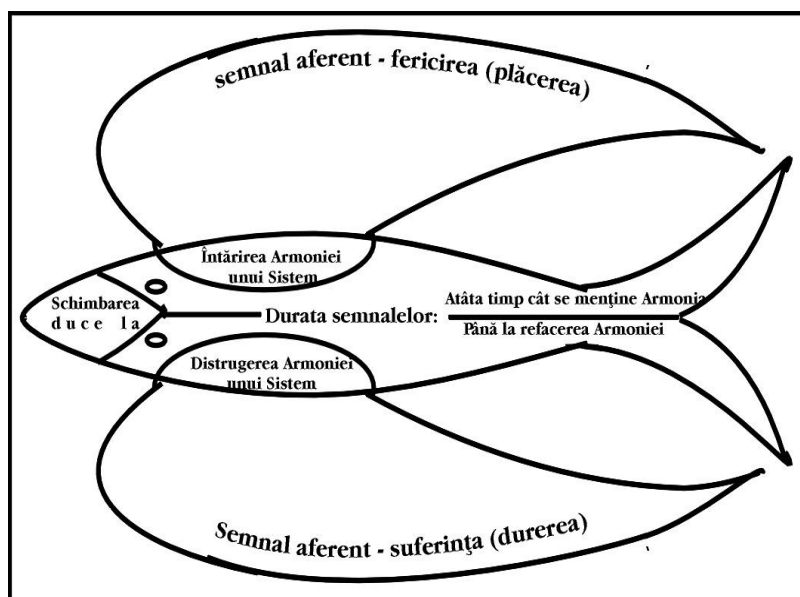 semnal aferent - fericirea (plăcerea)
Întărirea Armoniei
unui Sistem
Schimbarea
duce la
Durata semnalelor:
Atâta timp cât se menţine Armonia
Până la refacerea Armoniei
Distrugerea Armoniei
unui Sistem
Semnal aferent - suferinţa (durerea)